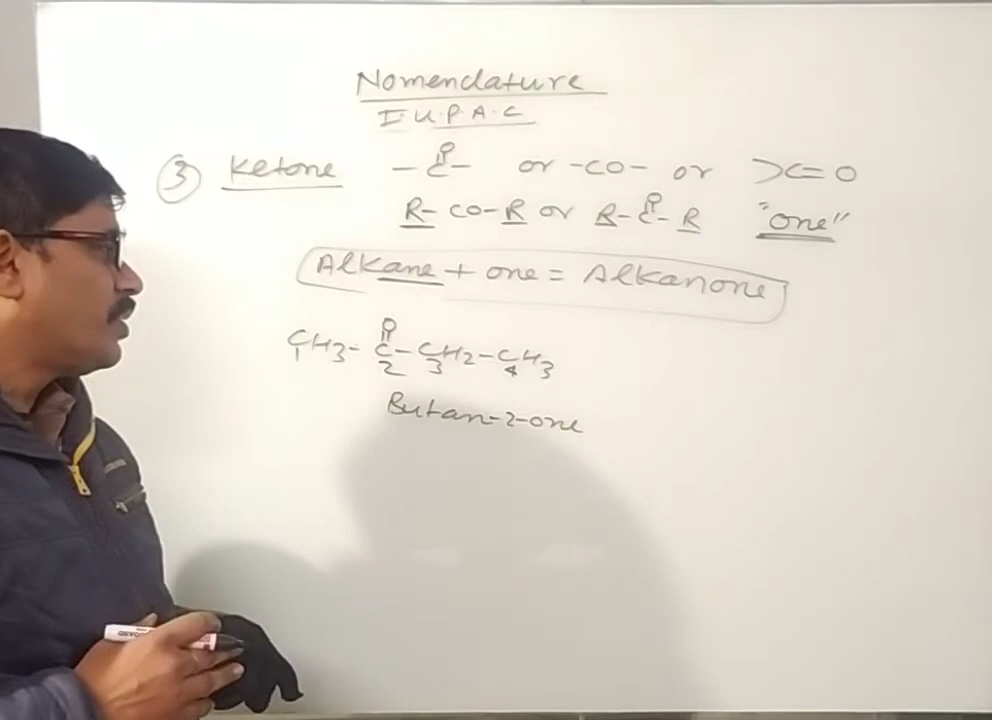 Nomenclature
I.U.P.A.C
③ Ketone -C- or -CO- or >C=O
O
R-CO-R or R-C-R "one"
O
Alkane + one = Alkanone
O
CH3-C-CH2-CH3
1 2 3 4
Butan-2-one